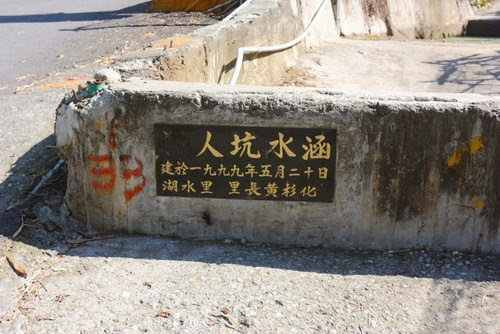 人坑水涵
建於一九九九年五月二十日
湖水里 里長黃杉化
33